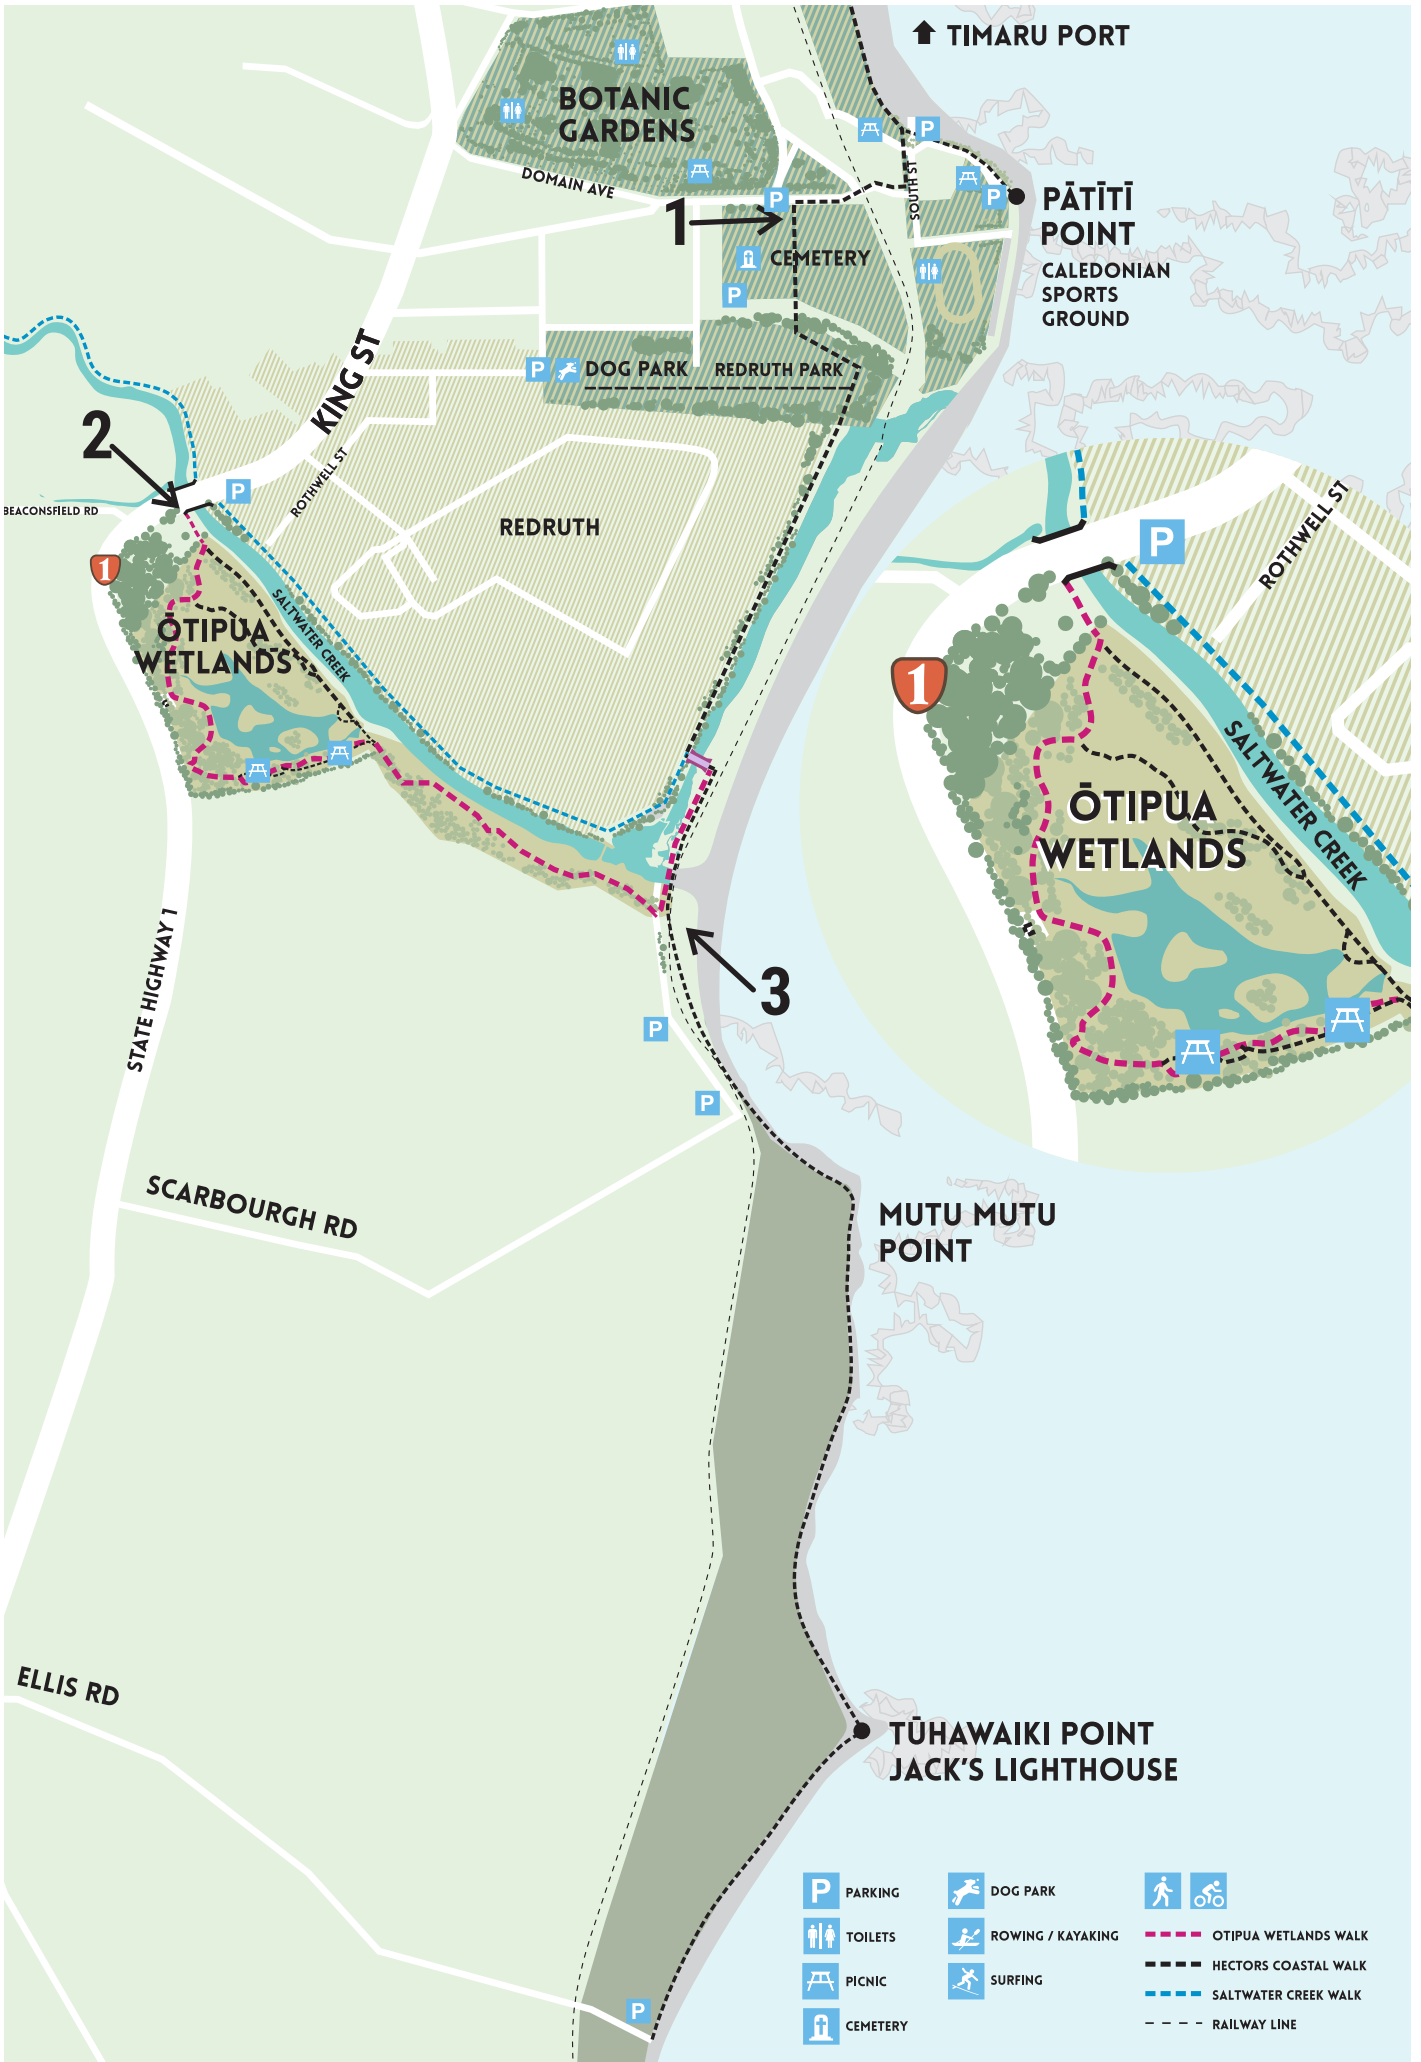 TIMARU PORT
BOTANIC
GARDENS
DOMAIN AVE
SOUTH ST
P
P
P
PĀTĪTĪ
POINT
CALEDONIAN
SPORTS
GROUND
1
CEMETERY
P
KING ST
P
DOG PARK
REDRUTH PARK
2
P
ROTHWELL ST
BEACONSFIELD RD
REDRUTH
1
SALTWATER CREEK
ŌTIPUA
WETLANDS
P
ROTHWELL ST
1
SALTWATER CREEK
ŌTIPUA
WETLANDS
STATE HIGHWAY 1
3
P
P
SCARBOURGH RD
MUTU MUTU
POINT
ELLIS RD
TŪHAWAIKI POINT
JACK'S LIGHTHOUSE
P
P PARKING
TOILETS
PICNIC
CEMETERY
DOG PARK
ROWING / KAYAKING
SURFING
OTIPUA WETLANDS WALK
HECTORS COASTAL WALK
SALTWATER CREEK WALK
RAILWAY LINE